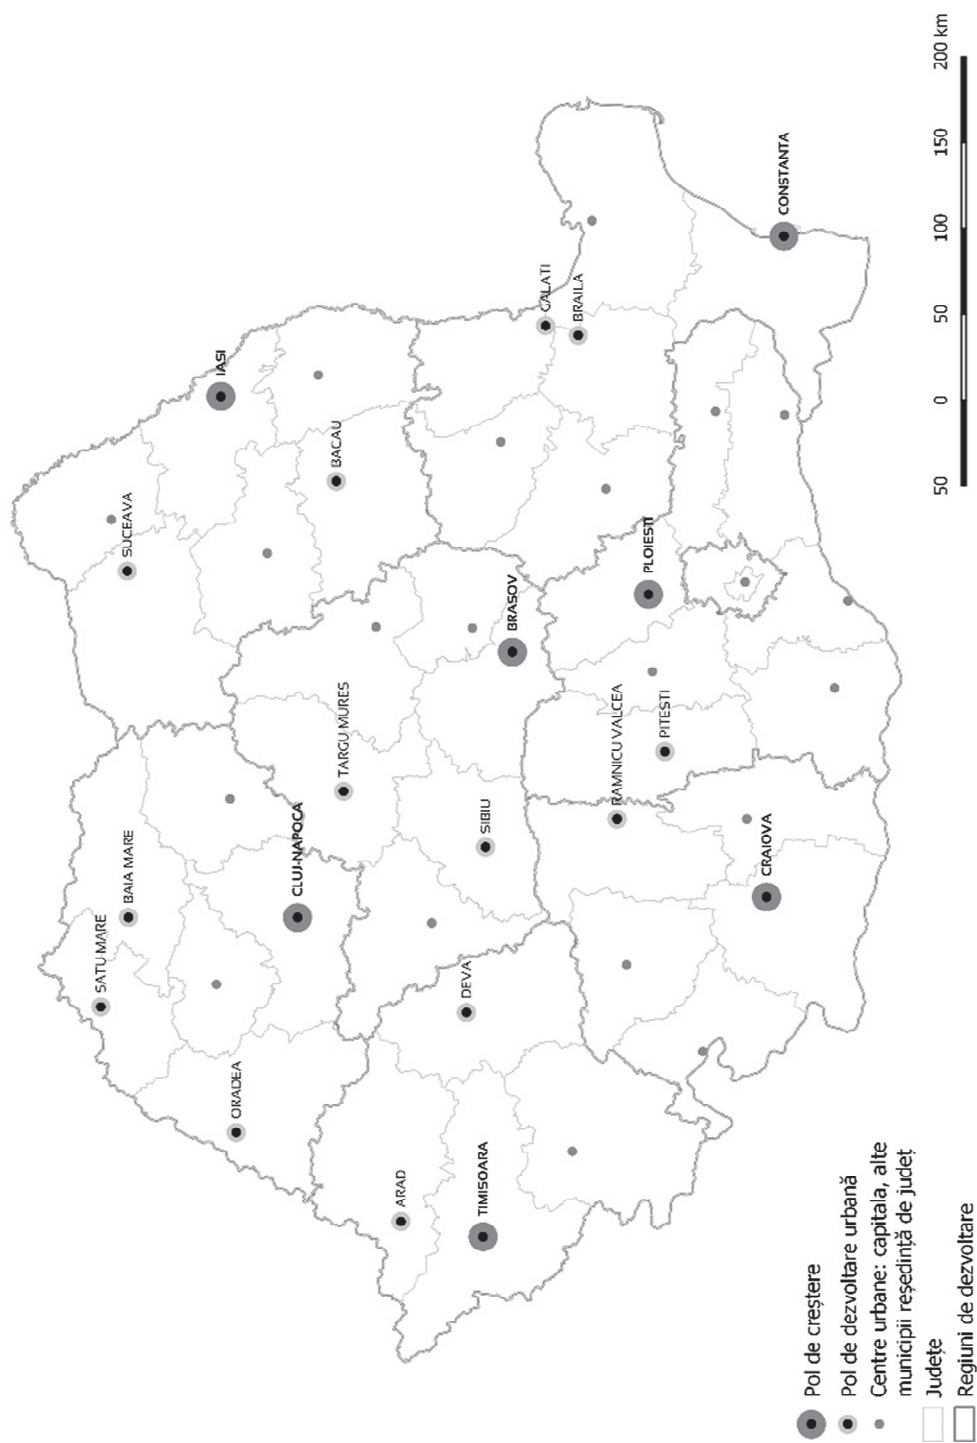 SATU-MARE
BAIA MARE
SUCEAVA
IASI
ORADEA
CLUJ-NAPOCA
TARGU MURES
BACAU
ARAD
TIMISOARA
DEVA
SIBIU
BRASOV
GALATI
BRAILA
RAMNICU VALCEA
PITESTI
PLOIESTI
CRAIOVA
CONSTANTA
Pol de creștere
Pol de dezvoltare urbană
Centre urbane: capitala, alte
municipii reședință de județ
Județe
Regiuni de dezvoltare
50 0 50 100 150 200 km